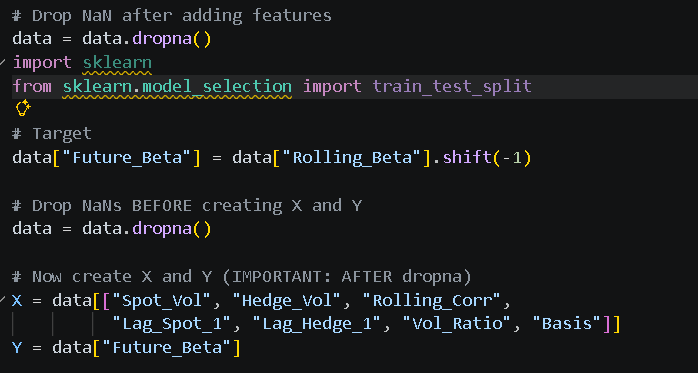 # Drop NaN after adding features
data = data.dropna()
import sklearn
from sklearn.model_selection import train_test_split
# Target
data["Future_Beta"] = data["Rolling_Beta"].shift(-1)
# Drop NaNs BEFORE creating X and Y
data = data.dropna()
# Now create X and Y (IMPORTANT: AFTER dropna)
X = data[["Spot_Vol", "Hedge_Vol", "Rolling_Corr",
"Lag_Spot_1", "Lag_Hedge_1", "Vol_Ratio", "Basis"]]
Y = data["Future_Beta"]